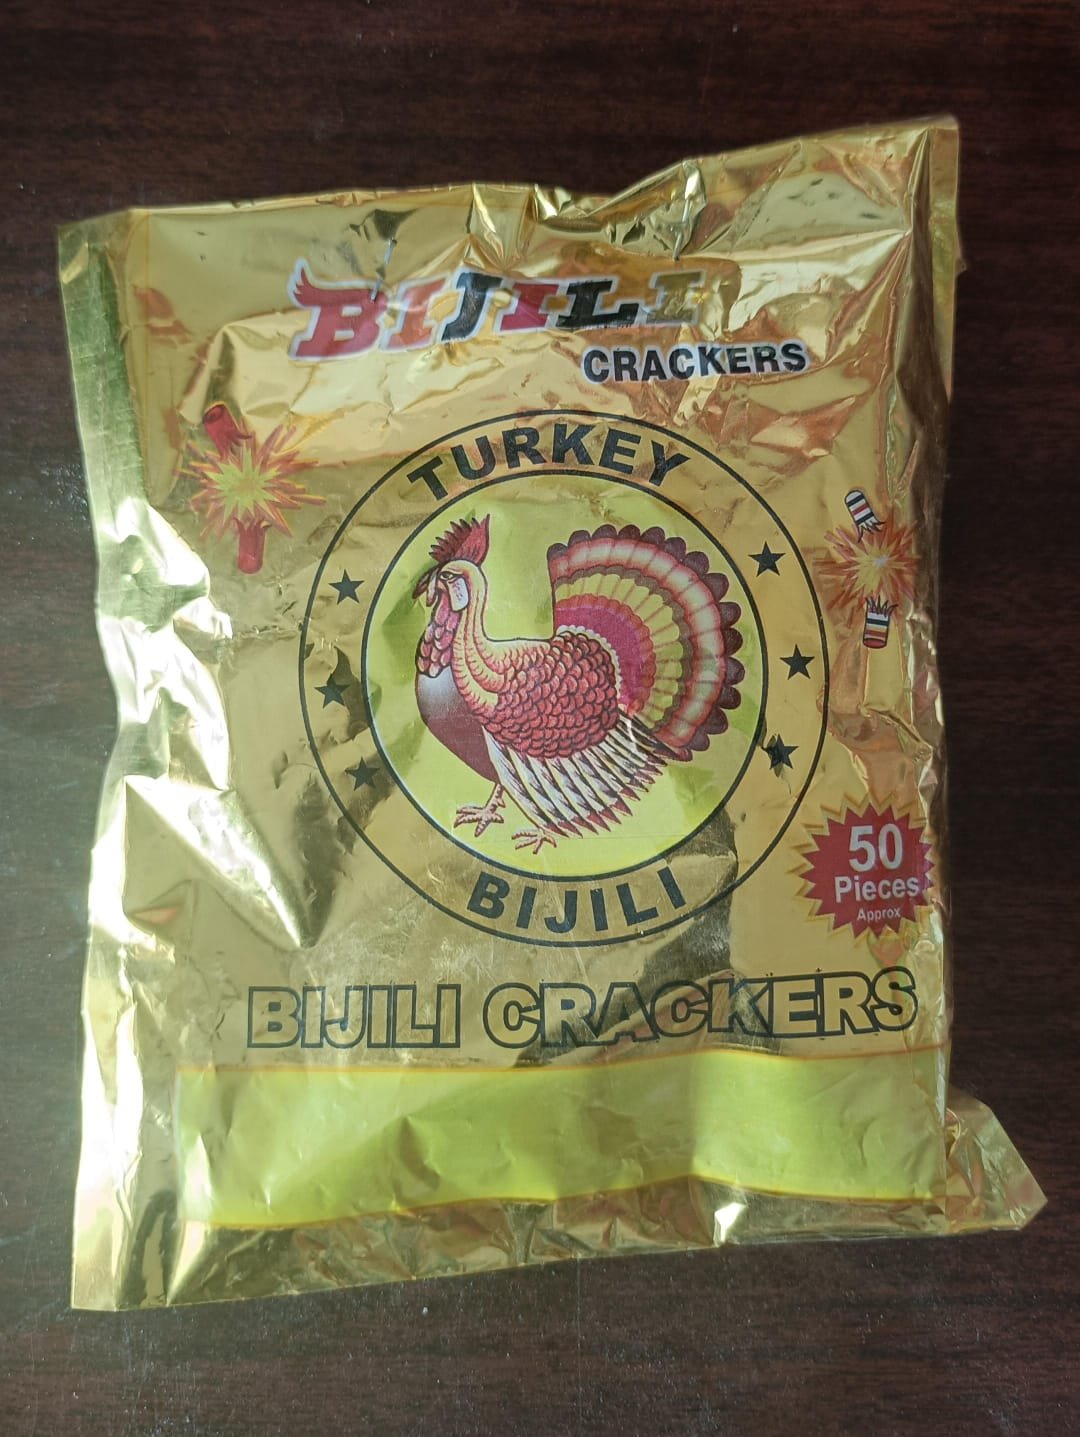 BIJILI
CRACKERS
TURKEY
BIJILI
50
Pieces
Approx
BIJILI CRACKERS